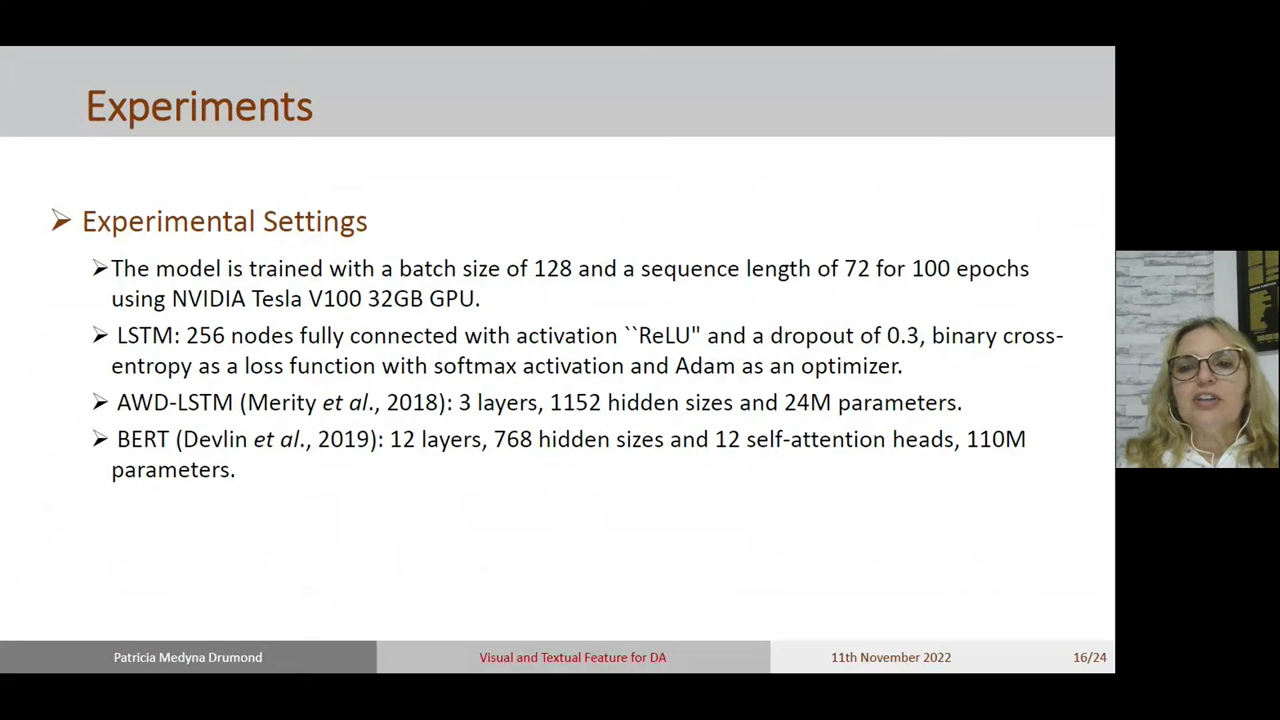 Experiments
➢ Experimental Settings
➢The model is trained with a batch size of 128 and a sequence length of 72 for 100 epochs
using NVIDIA Tesla V100 32GB GPU.
➢ LSTM: 256 nodes fully connected with activation ``ReLU" and a dropout of 0.3, binary cross-
entropy as a loss function with softmax activation and Adam as an optimizer.
➢ AWD-LSTM (Merity et al., 2018): 3 layers, 1152 hidden sizes and 24M parameters.
➢ BERT (Devlin et al., 2019): 12 layers, 768 hidden sizes and 12 self-attention heads, 110M
parameters.
Patricia Medyna Drumond
Visual and Textual Feature for DA
11th November 2022
16/24